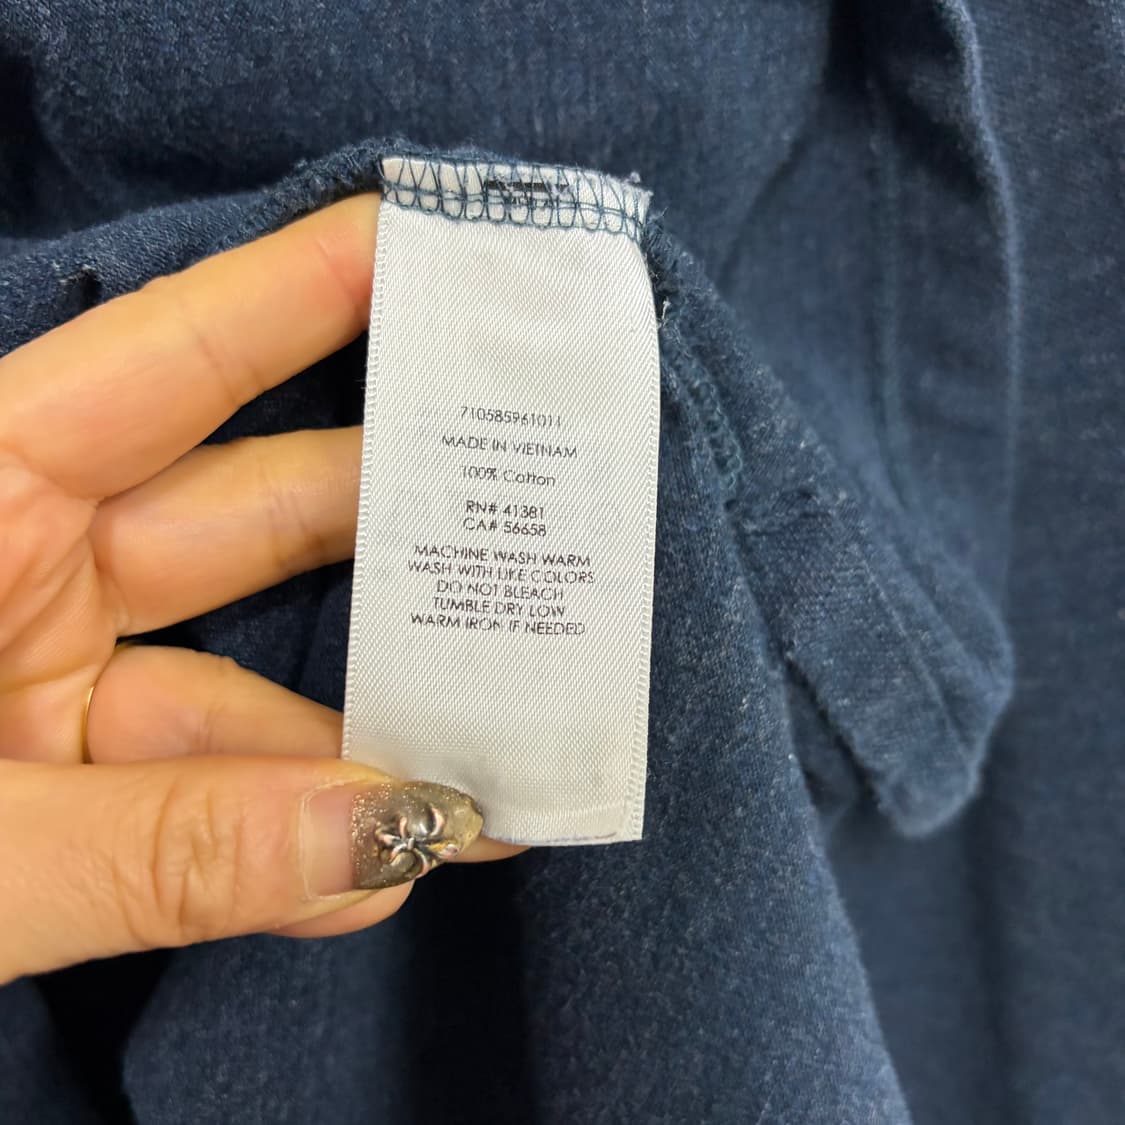 710585961011
MADE IN VIETNAM
100% Cotton
RN# 41381
CA# 56658
MACHINE WASH WARM
WASH WITH LIKE COLORS
DO NOT BLEACH
TUMBLE DRY LOW
WARM IRON IF NEEDED